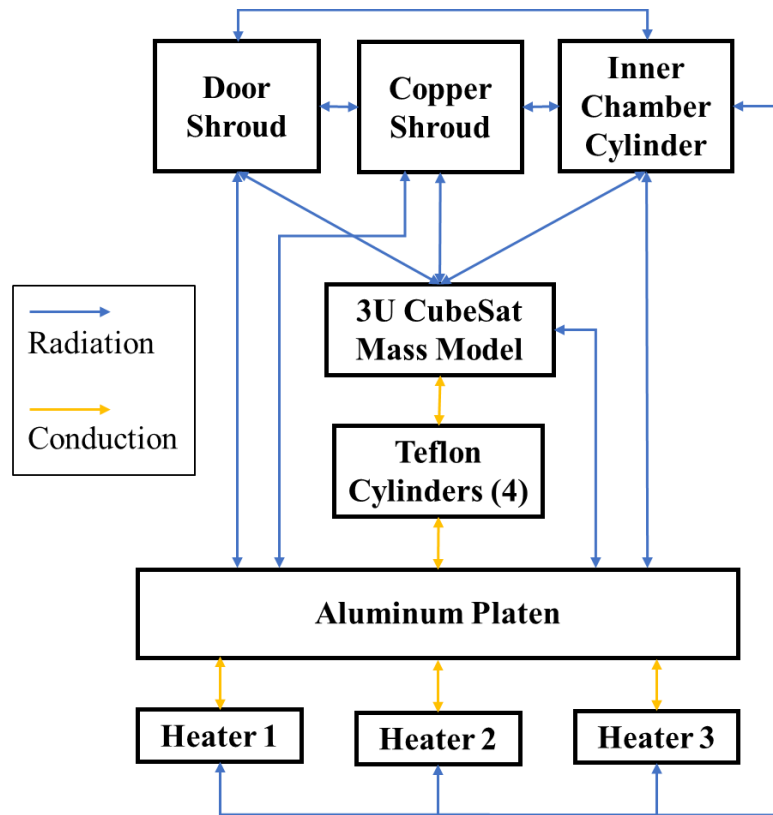 Door
Shroud
Copper
Shroud
Inner
Chamber
Cylinder
Radiation
Conduction
3U CubeSat
Mass Model
Teflon
Cylinders (4)
Aluminum Platen
Heater 1
Heater 2
Heater 3